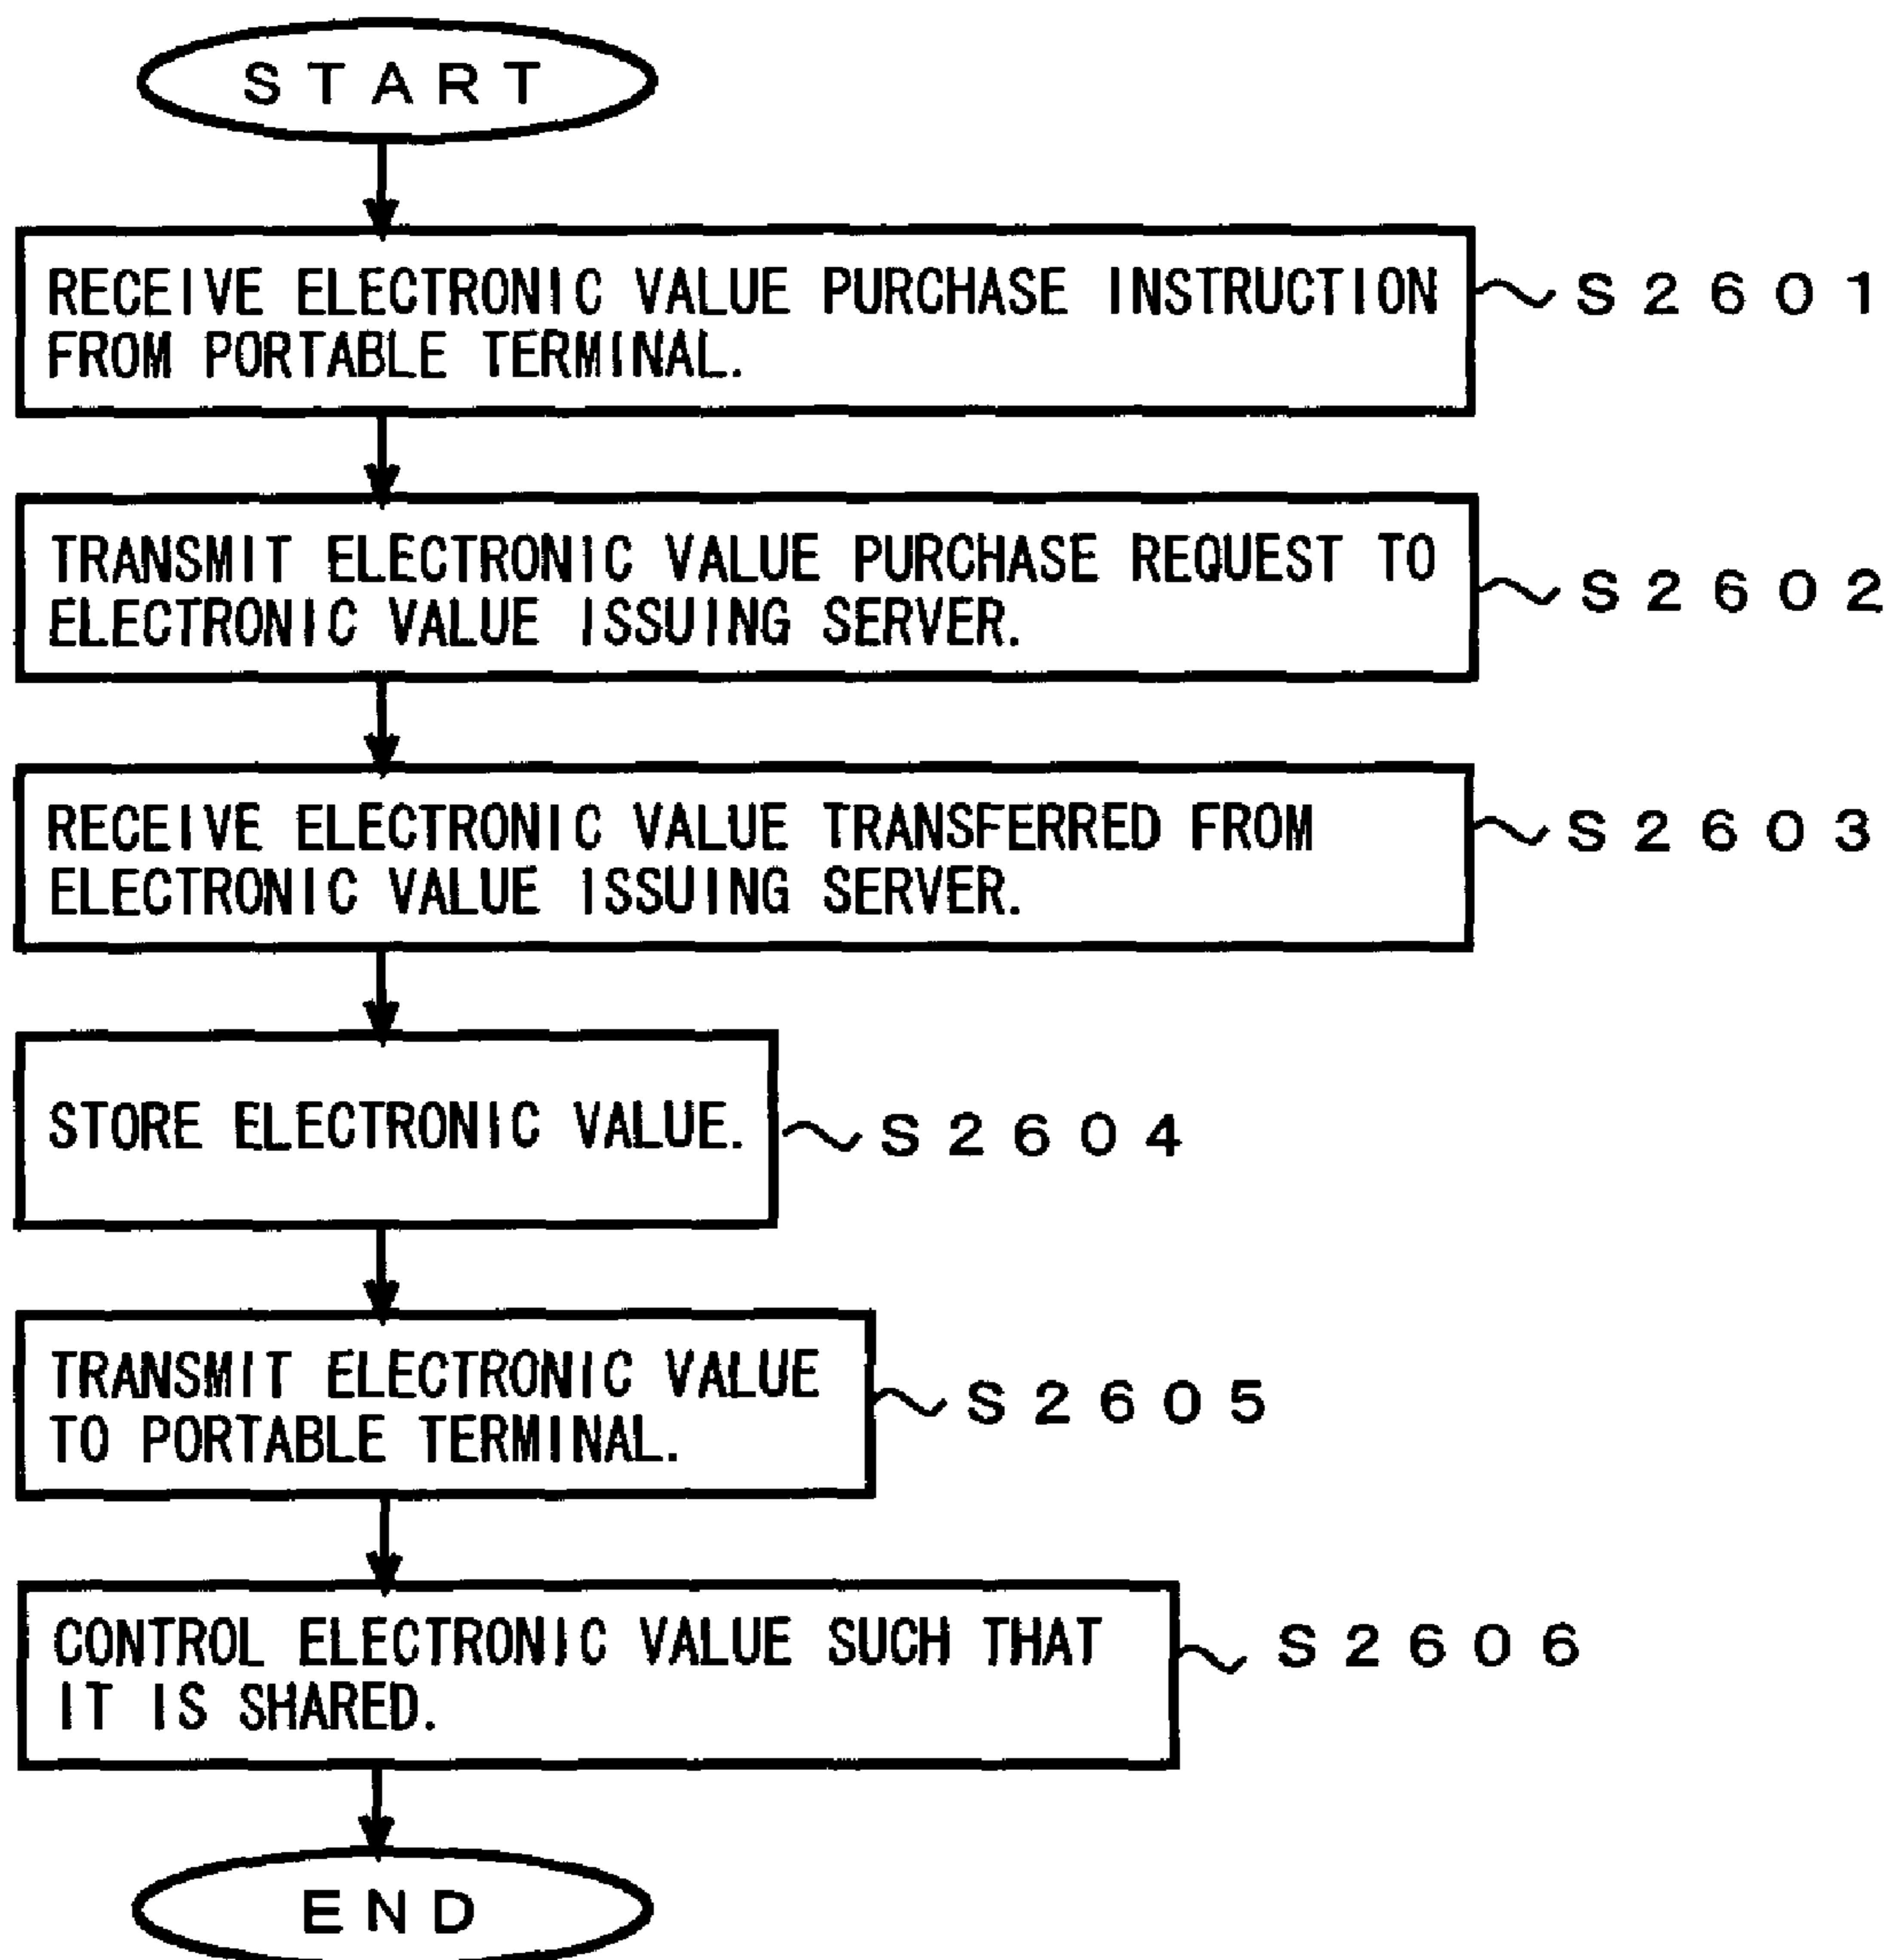 START
RECEIVE ELECTRONIC VALUE PURCHASE INSTRUCTION
FROM PORTABLE TERMINAL.
S2601
TRANSMIT ELECTRONIC VALUE PURCHASE REQUEST TO
ELECTRONIC VALUE ISSUING SERVER.
S2602
RECEIVE ELECTRONIC VALUE TRANSFERRED FROM
ELECTRONIC VALUE ISSUING SERVER.
S2603
STORE ELECTRONIC VALUE.
S2604
TRANSMIT ELECTRONIC VALUE
TO PORTABLE TERMINAL.
S2605
CONTROL ELECTRONIC VALUE SUCH THAT
IT IS SHARED.
S2606
END